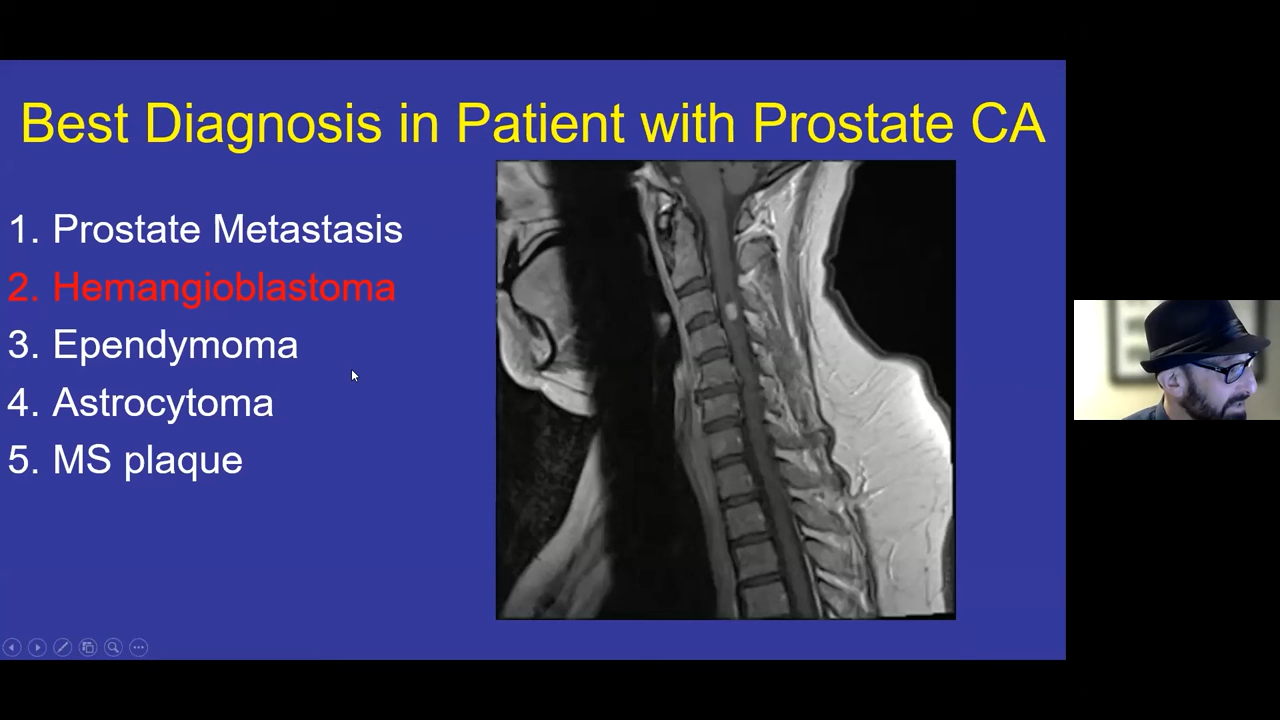 Best Diagnosis in Patient with Prostate CA
1. Prostate Metastasis
2. Hemangioblastoma
3. Ependymoma
4. Astrocytoma
5. MS plaque